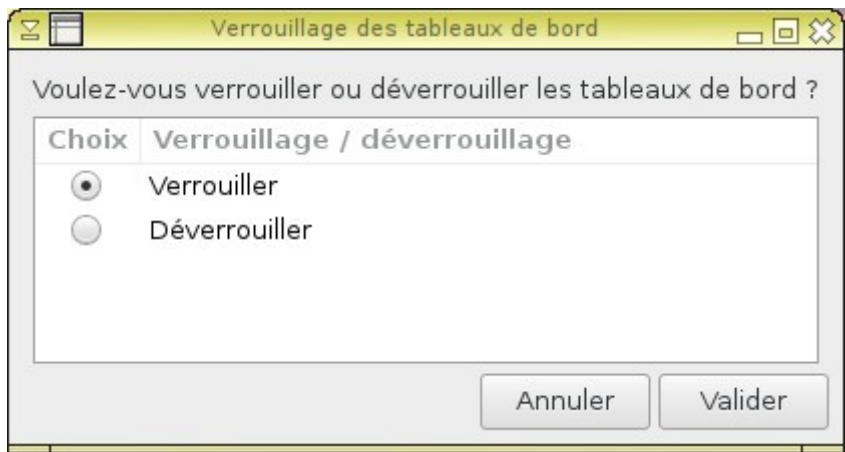 Verrouillage des tableaux de bord
Voulez-vous verrouiller ou déverrouiller les tableaux de bord ?
Choix Verrouillage / déverrouillage
Verrouiller
Déverrouiller
Annuler Valider